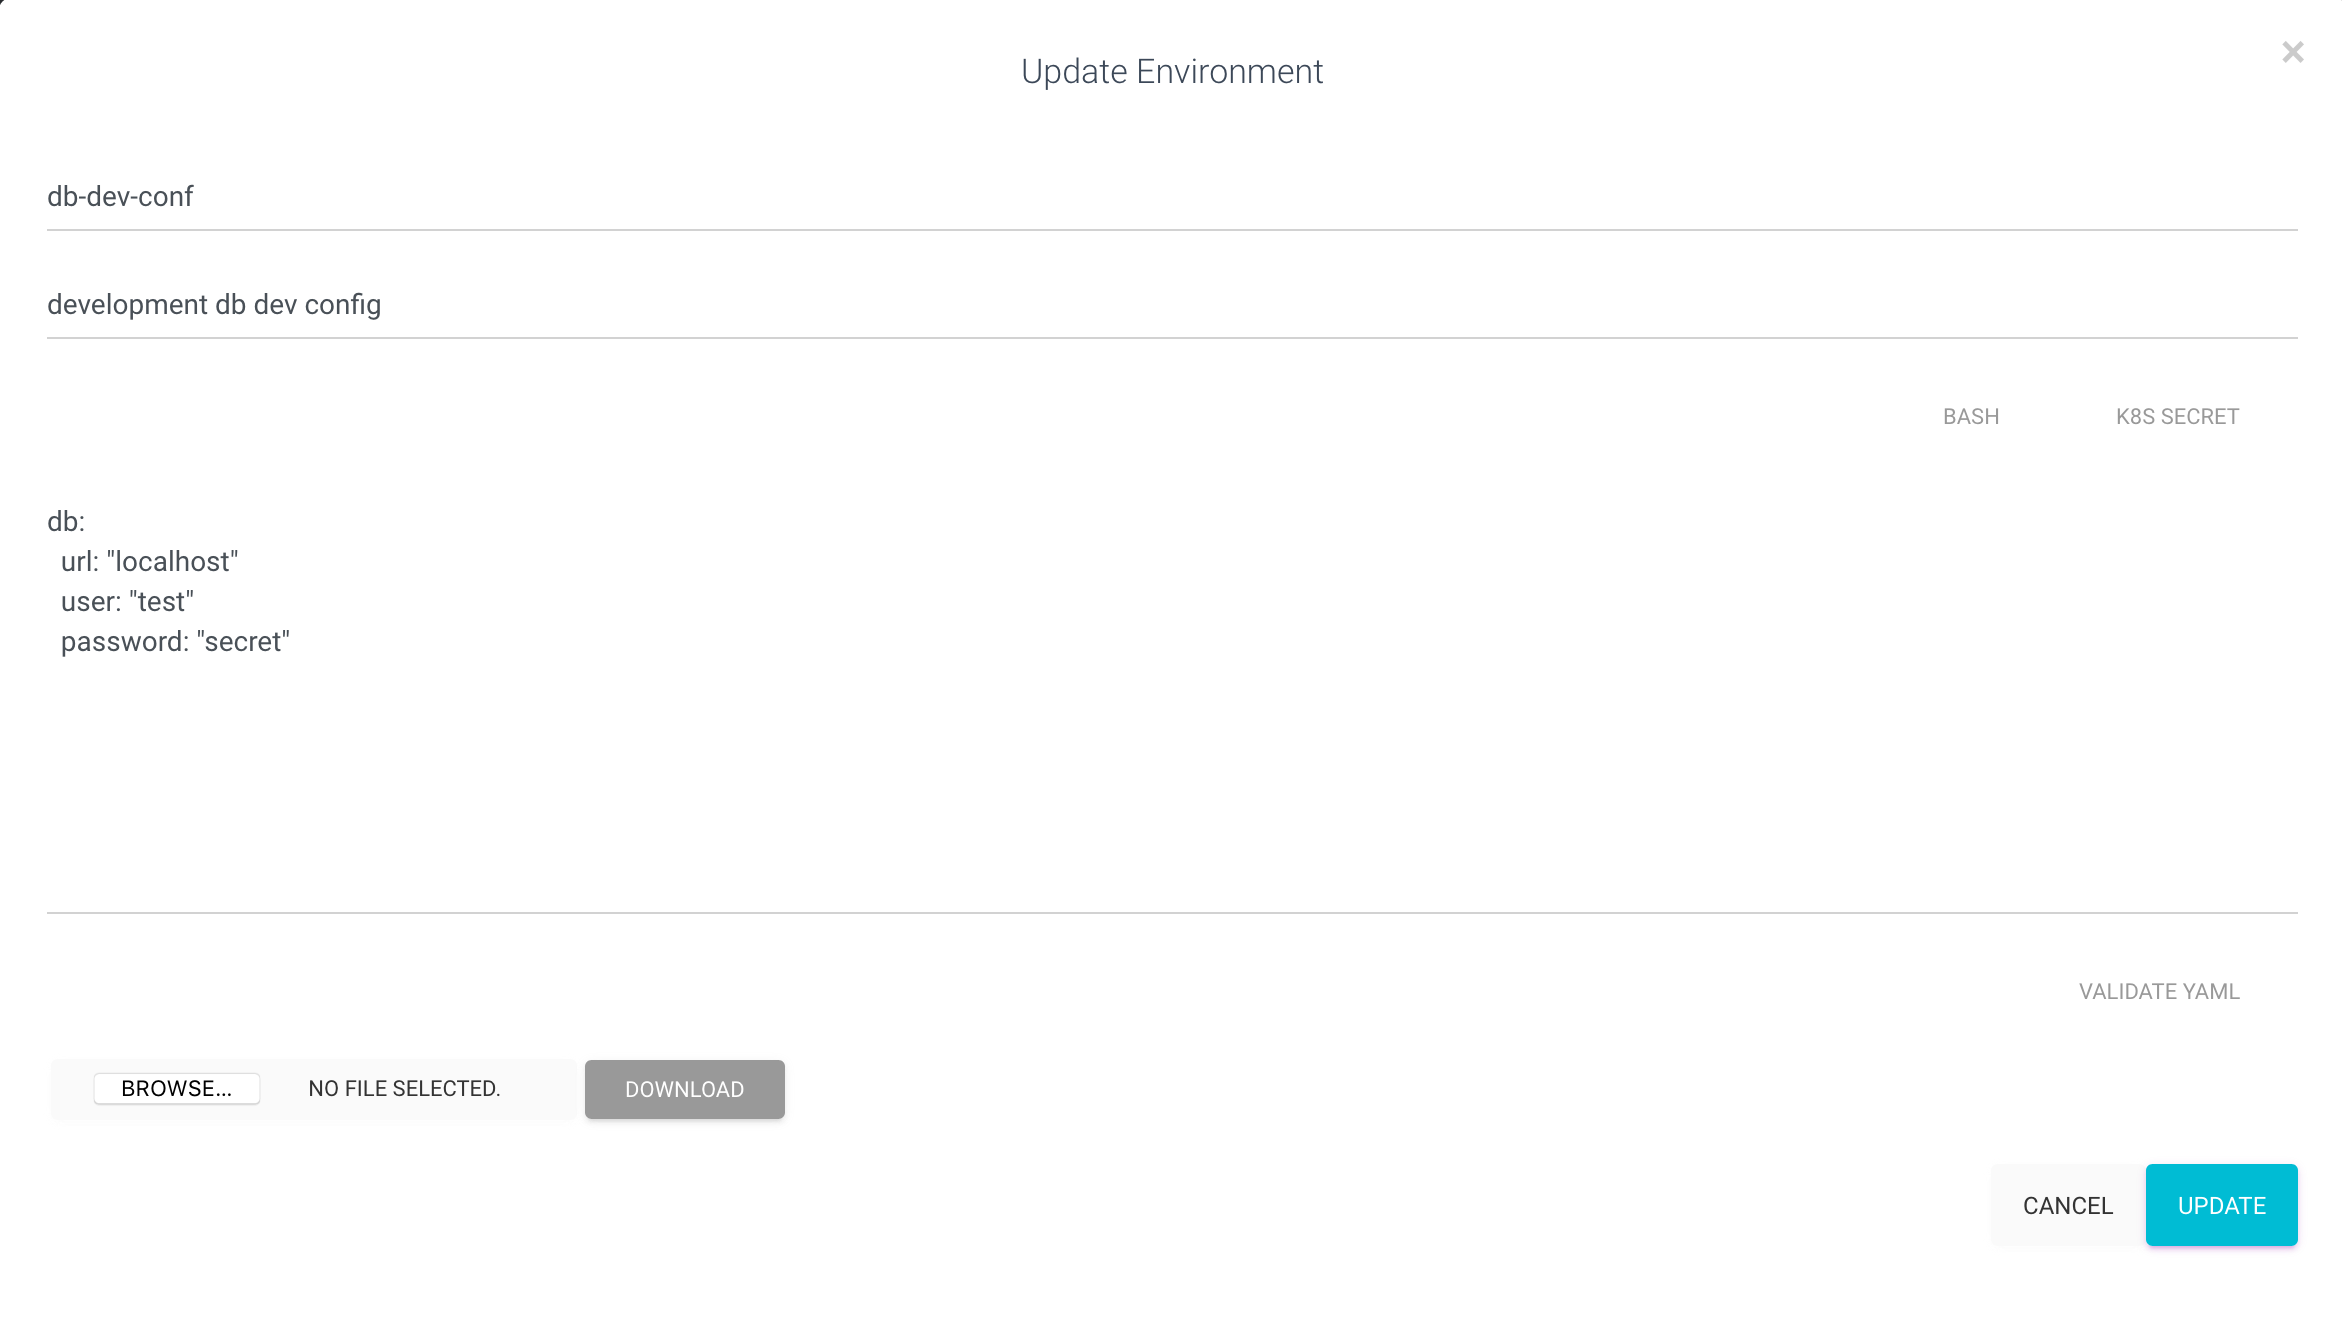 Update Environment
×
db-dev-conf
development db dev config
BASH K8S SECRET
db:
  url: "localhost"
  user: "test"
  password: "secret"
VALIDATE YAML
BROWSE... NO FILE SELECTED. DOWNLOAD
CANCEL UPDATE